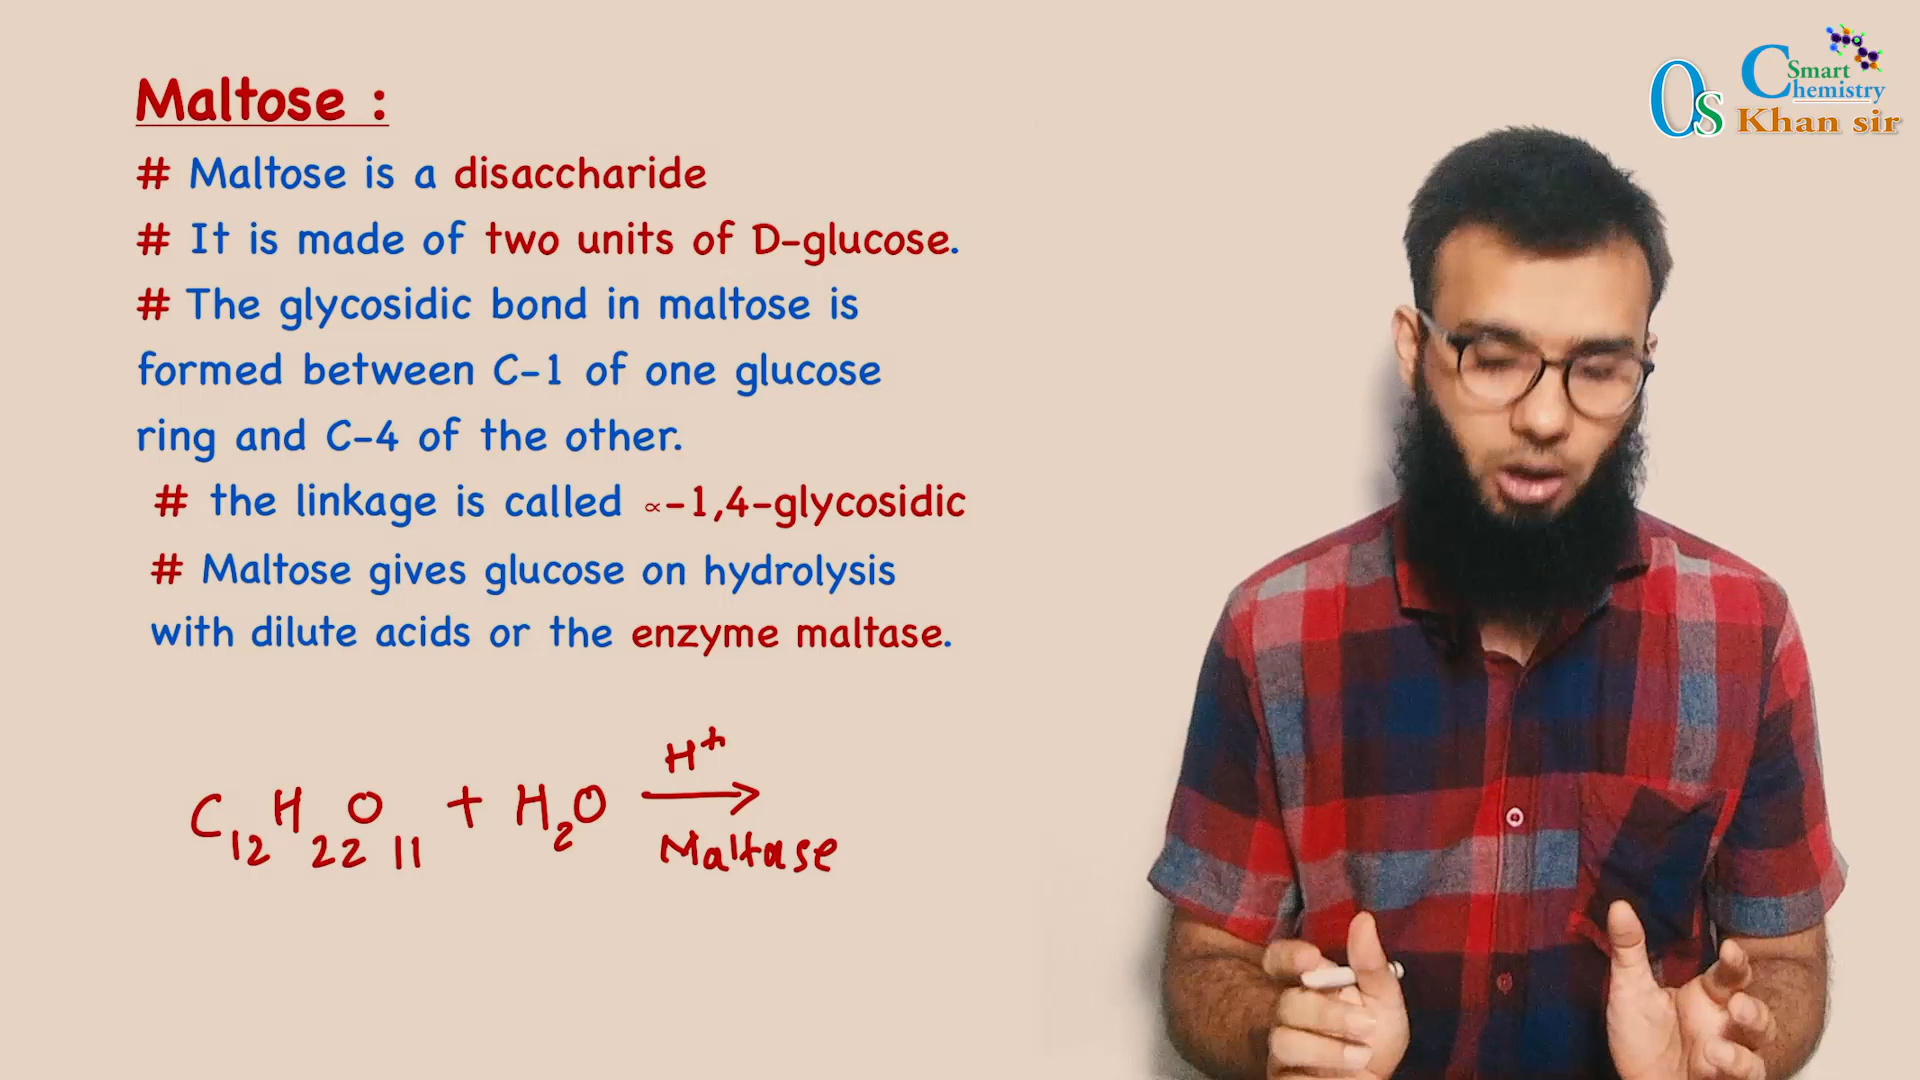 Maltose :
# Maltose is a disaccharide
# It is made of two units of D-glucose.
# The glycosidic bond in maltose is
formed between C-1 of one glucose
ring and C-4 of the other.
# the linkage is called ∝-1,4-glycosidic
# Maltose gives glucose on hydrolysis
with dilute acids or the enzyme maltase.
H⁺
C₁₂H₂₂O₁₁ + H₂O →
Maltase
Os Smart
Chemistry
Khan sir